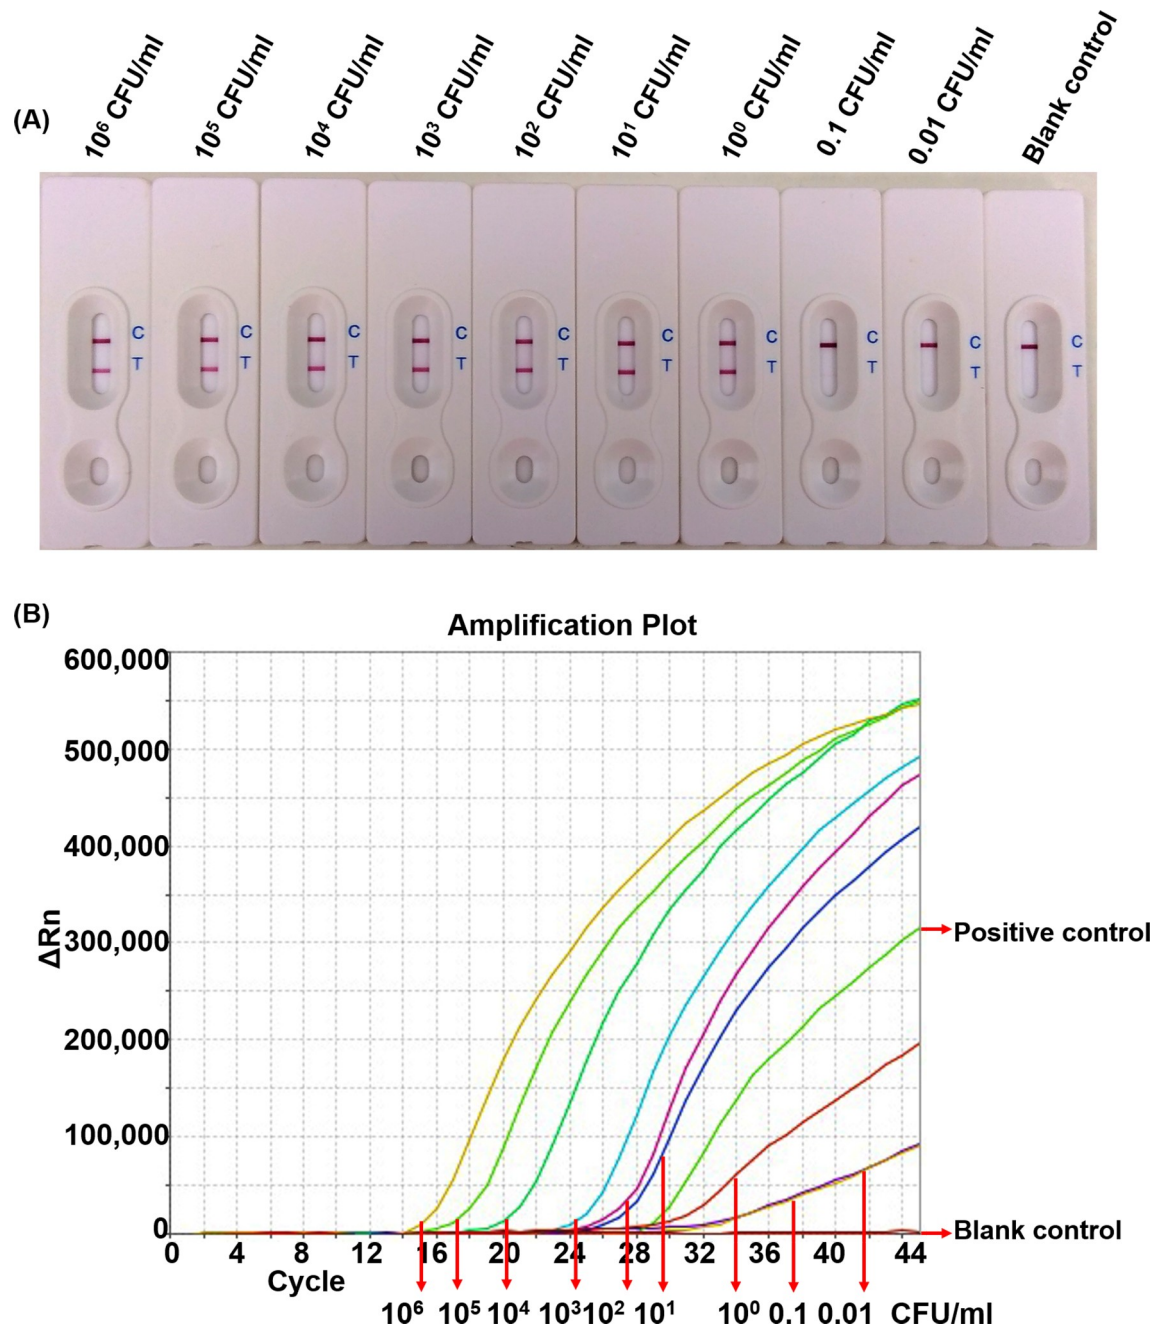 (A)
10⁶ CFU/ml
10⁵ CFU/ml
10⁴ CFU/ml
10³ CFU/ml
10² CFU/ml
10¹ CFU/ml
10⁰ CFU/ml
0.1 CFU/ml
0.01 CFU/ml
Blank control
C C C C C C C C C C
T T T T T T T T T T
(B)
Amplification Plot
600,000
500,000
400,000
300,000
200,000
100,000
0
ΔRn
Positive control
Blank control
0 4 8 12 16 20 24 28 32 36 40 44
Cycle
10⁶ 10⁵ 10⁴ 10³ 10² 10¹ 10⁰ 0.1 0.01 CFU/ml